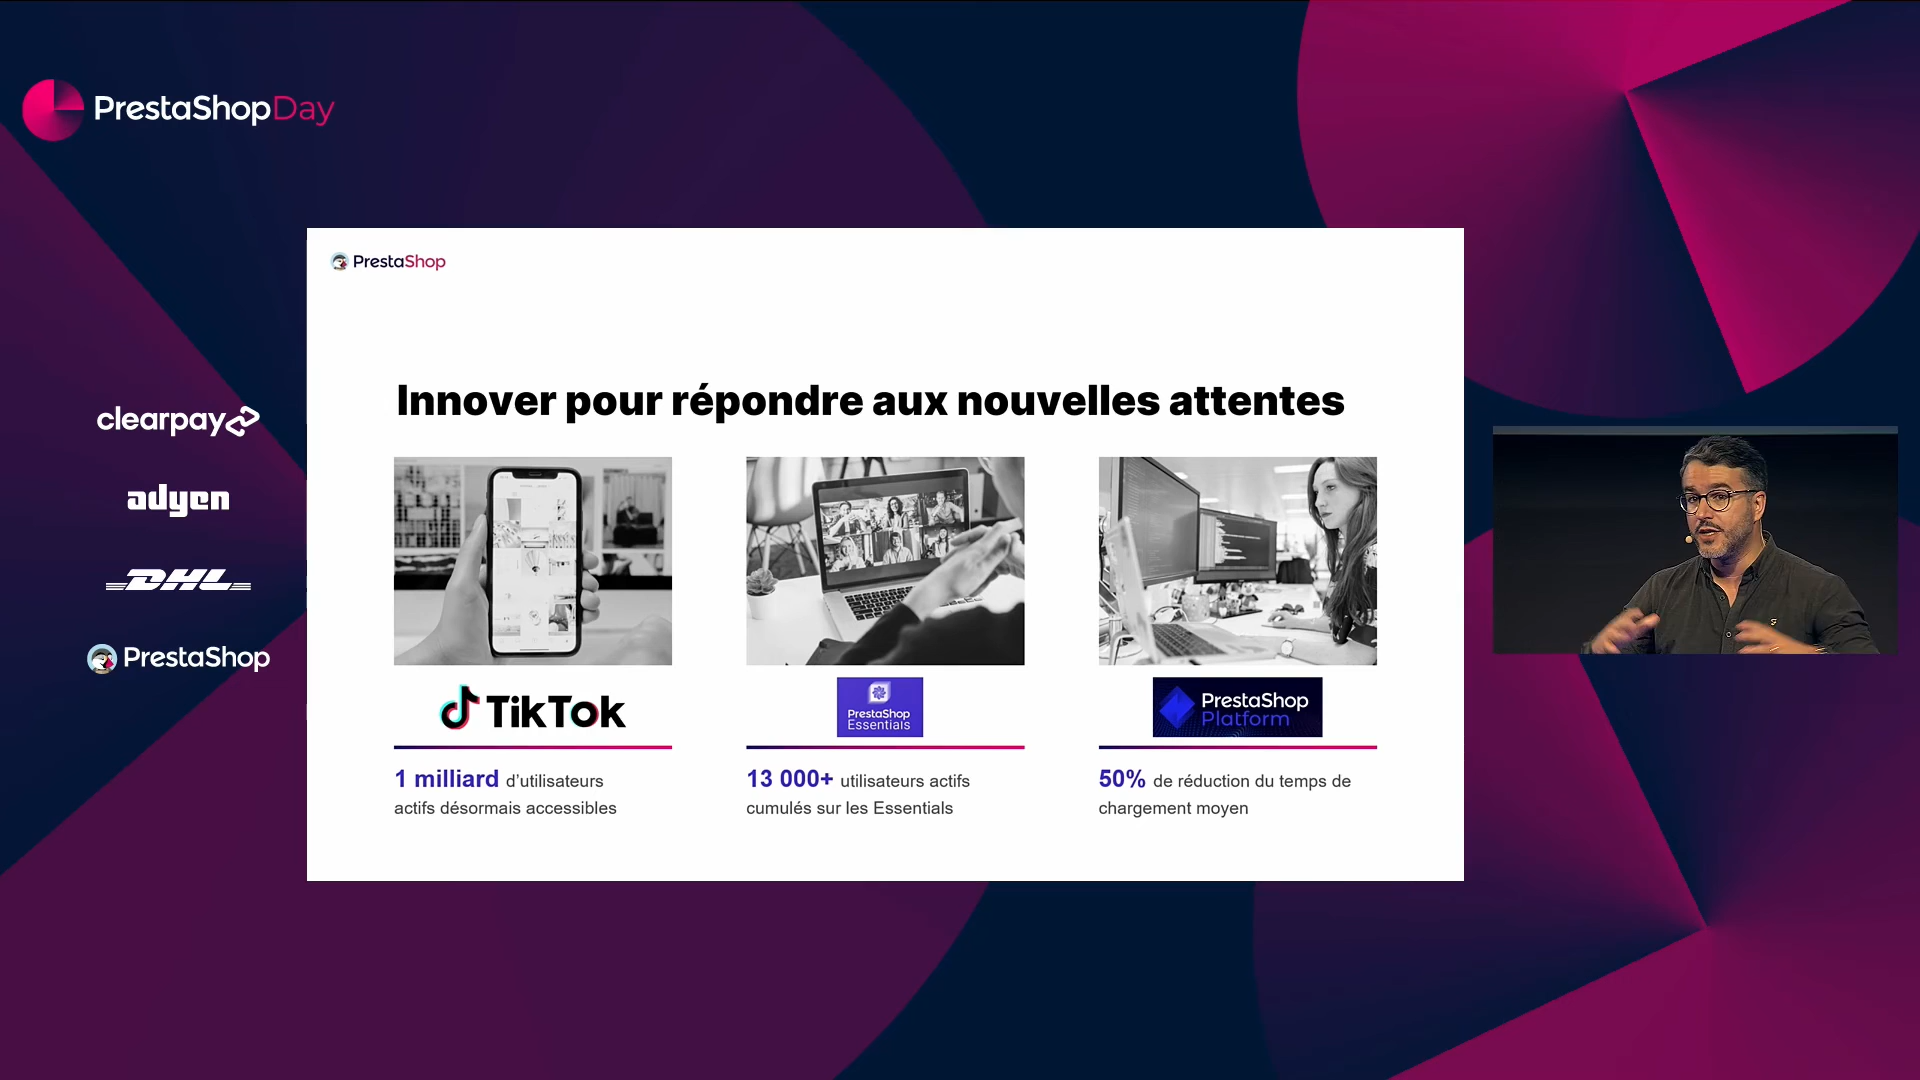 PrestaShopDay
clearpay
adyen
DHL
PrestaShop
PrestaShop
Innover pour répondre aux nouvelles attentes
TikTok
1 milliard d’utilisateurs
actifs désormais accessibles
PrestaShop
Essentials
13 000+ utilisateurs actifs
cumulés sur les Essentials
PrestaShop
Platform
50% de réduction du temps de
chargement moyen